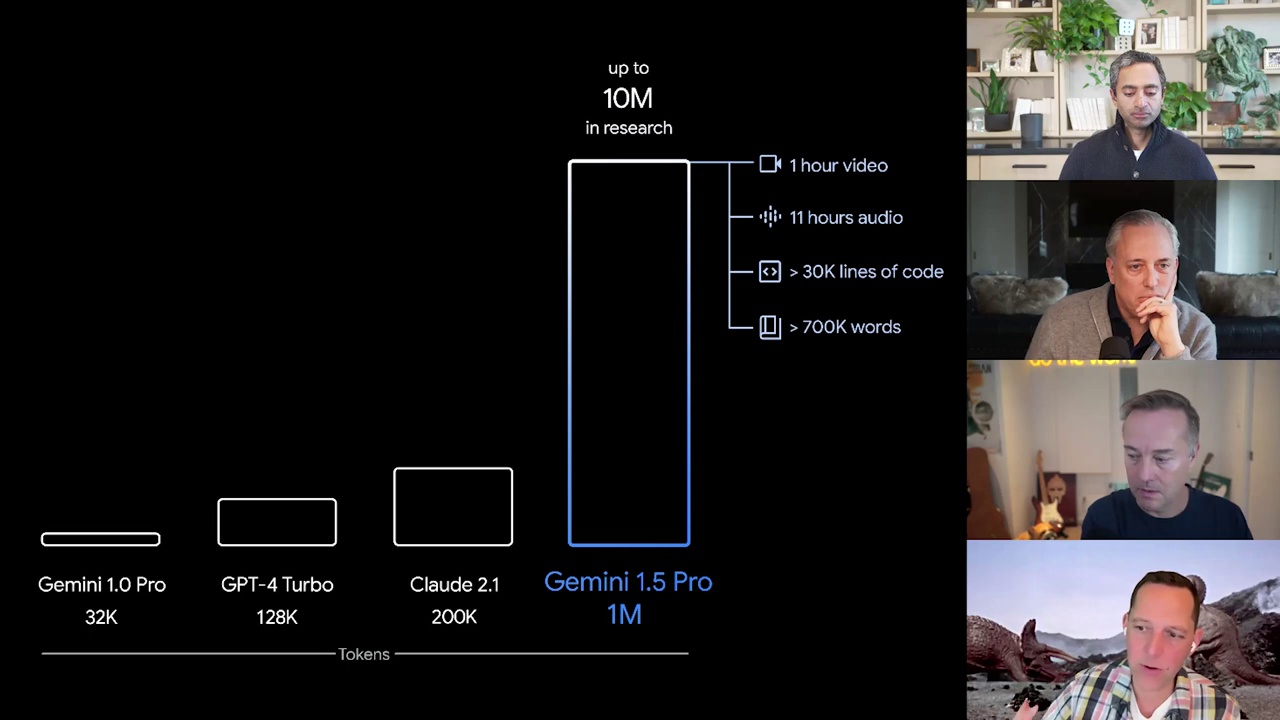 up to
10M
in research
1 hour video
11 hours audio
> 30K lines of code
> 700K words
Gemini 1.0 Pro
32K
GPT-4 Turbo
128K
Claude 2.1
200K
Gemini 1.5 Pro
1M
Tokens